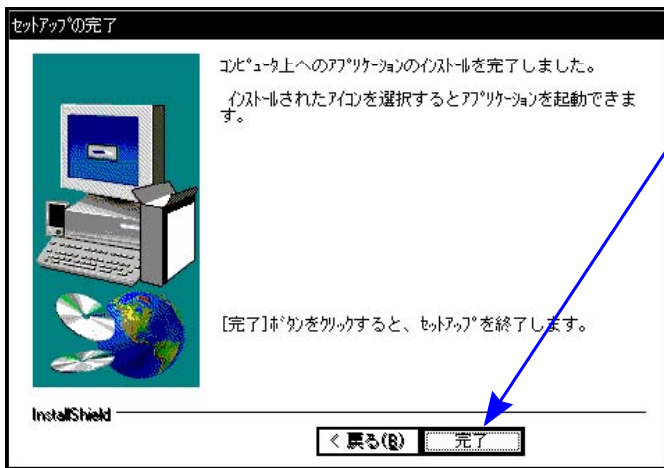 ｾｯﾄｱｯﾌﾟの完了
ｺﾝﾋﾟｭｰﾀ上へのｱﾌﾟﾘｹｰｼｮﾝのｲﾝｽﾄｰﾙを完了しました。
ｲﾝｽﾄｰﾙされたｱｲｺﾝを選択するとｱﾌﾟﾘｹｰｼｮﾝを起動できま
す。
[完了]ﾎﾞﾀﾝをｸﾘｯｸすると、ｾｯﾄｱｯﾌﾟを終了します。
InstallShield
< 戻る(B)
完了